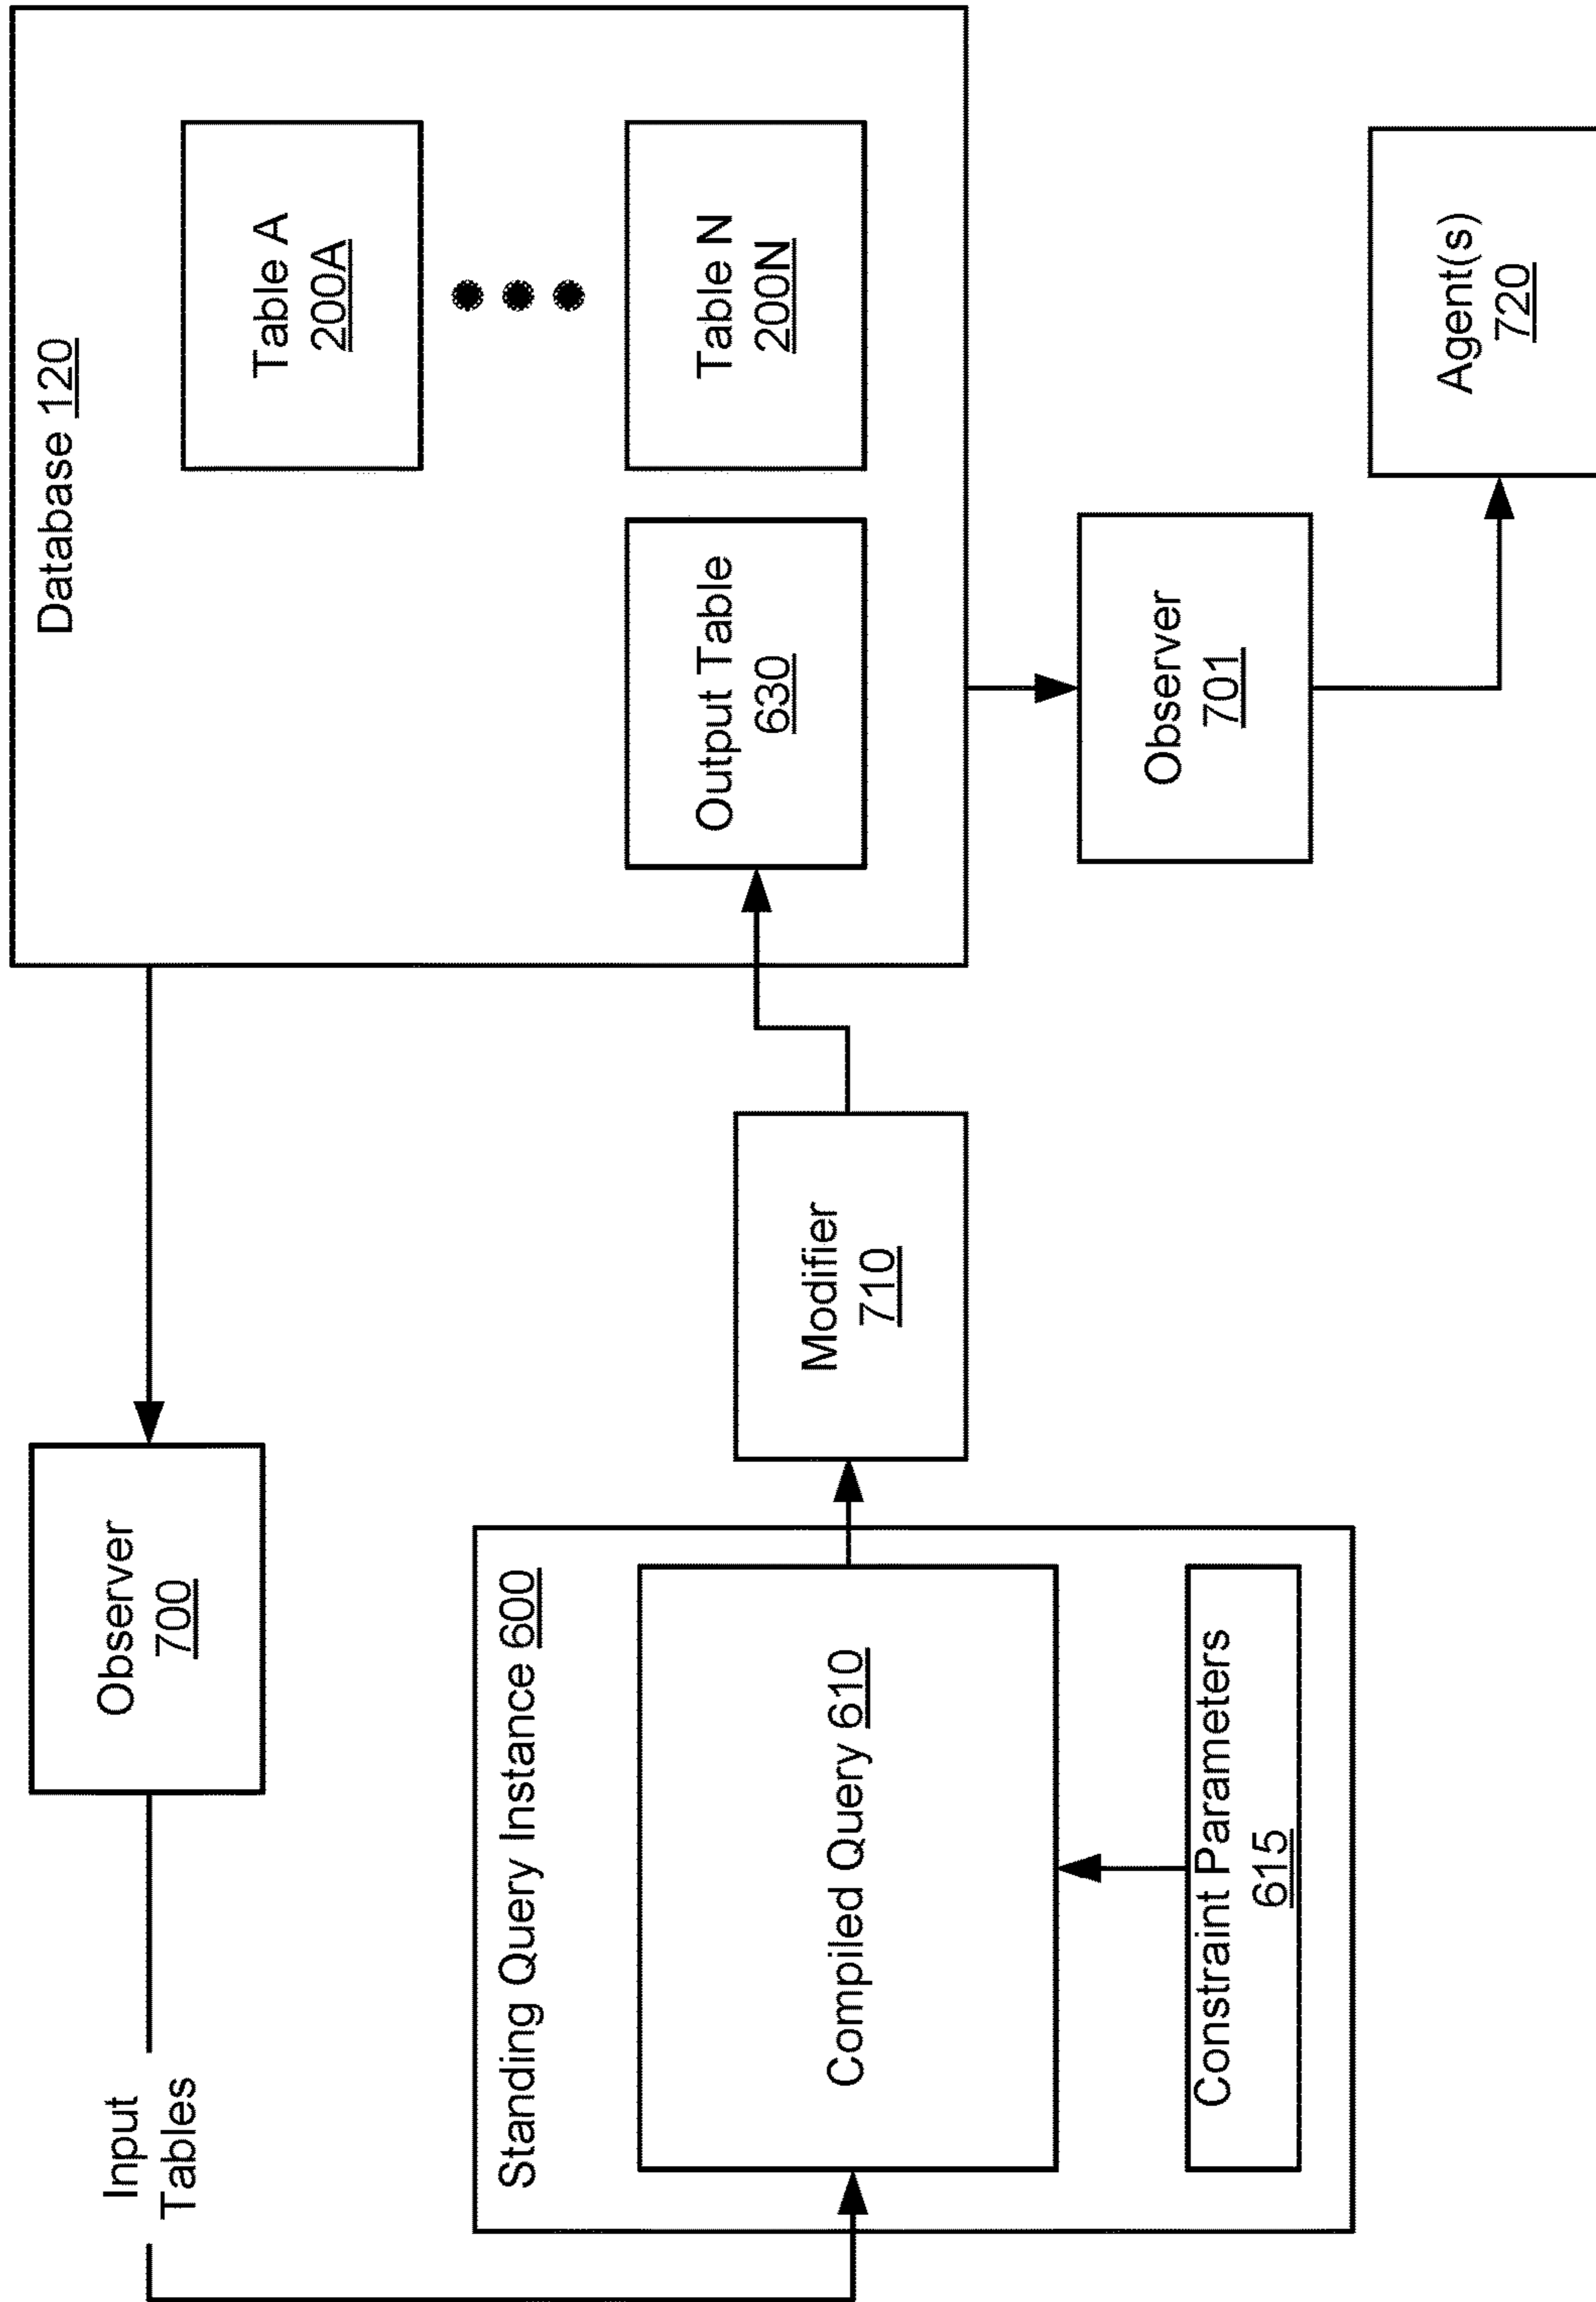 Input
Tables
Observer
700
Database 120
Table A
200A
Table N
200N
Output Table
630
Standing Query Instance 600
Compiled Query 610
Constraint Parameters
615
Modifier
710
Observer
701
Agent(s)
720